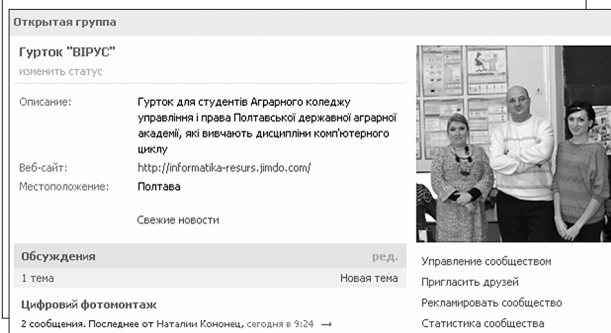 Открытая группа
Гурток "ВІРУС"
изменить статус
Описание: Гурток для студентів Аграрного коледжу
управління і права Полтавської державної аграрної
академії, які вивчають дисципліни комп'ютерного
циклу
Веб-сайт: http://informatika-resurs.jimdo.com/
Местоположение: Полтава
Свежие новости
Обсуждения ред.
1 тема Новая тема
Цифровий фотомонтаж
2 сообщения. Последнее от Наталии Кононец, сегодня в 9:24 →
Управление сообществом
Пригласить друзей
Рекламировать сообщество
Статистика сообщества